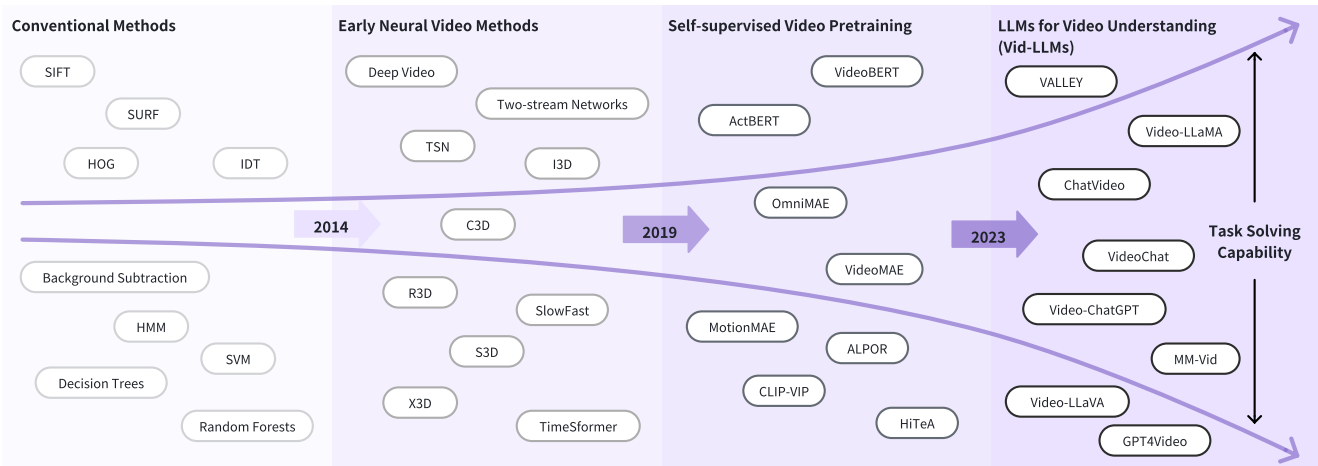 Conventional Methods
SIFT
SURF
HOG
IDT
Background Subtraction
HMM
SVM
Decision Trees
Random Forests
2014
Early Neural Video Methods
Deep Video
Two-stream Networks
TSN
I3D
C3D
R3D
SlowFast
S3D
X3D
TimeSformer
2019
Self-supervised Video Pretraining
VideoBERT
ActBERT
OmniMAE
VideoMAE
MotionMAE
ALPOR
CLIP-VIP
HiTeA
2023
LLMs for Video Understanding
(Vid-LLMs)
VALLEY
Video-LLaMA
ChatVideo
VideoChat
Video-ChatGPT
MM-Vid
Video-LLaVA
GPT4Video
Task Solving
Capability